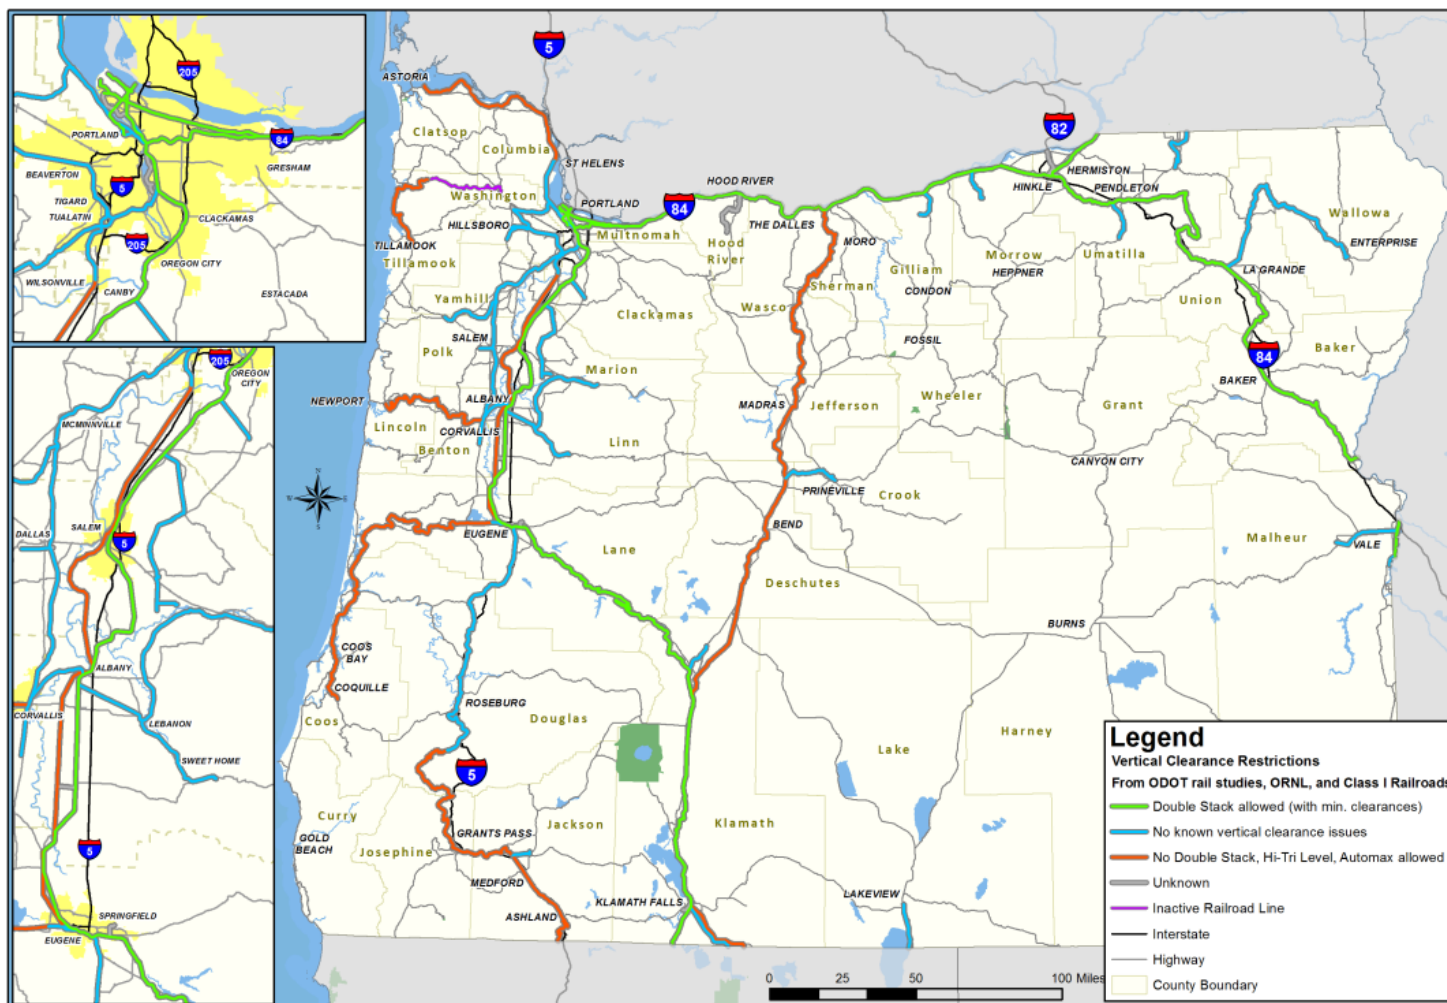 205
PORTLAND
84
GRESHAM
BEAVERTON
5
TIGARD
TUALATIN
CLACKAMAS
205
OREGON CITY
WILSONVILLE
CANBY
ESTACADA
205
OREGON
CITY
MCMINNVILLE
SALEM
DALLAS
5
ALBANY
CORVALLIS
LEBANON
SWEET HOME
5
SPRINGFIELD
EUGENE
5
ASTORIA
Clatsop
Columbia
82
ST HELENS
HERMISTON
HOOD RIVER
HINKLE
PENDLETON
Washington
PORTLAND
84
Wallowa
HILLSBORO
THE DALLES
Multnomah
TILLAMOOK
Hood
River
MORO
ENTERPRISE
Tillamook
Morrow
Umatilla
Gilliam
HEPPNER
LA GRANDE
Sherman
CONDON
Yamhill
Wasco
Union
Clackamas
SALEM
FOSSIL
Polk
84
Baker
Marion
BAKER
NEWPORT
ALBANY
MADRAS
Jefferson
Wheeler
Grant
Lincoln
CORVALLIS
Benton
Linn
CANYON CITY
PRINEVILLE
Crook
EUGENE
BEND
Lane
Malheur
VALE
Deschutes
BURNS
COOS
BAY
COQUILLE
ROSEBURG
Coos
Douglas
Harney
Lake
5
Curry
GRANTS PASS
Jackson
Klamath
GOLD
BEACH
Josephine
MEDFORD
LAKEVIEW
KLAMATH FALLS
ASHLAND
N
W
E
S
0
25
50
100 Miles
Legend
Vertical Clearance Restrictions
From ODOT rail studies, ORNL, and Class I Railroads
Double Stack allowed (with min. clearances)
No known vertical clearance issues
No Double Stack, Hi-Tri Level, Automax allowed
Unknown
Inactive Railroad Line
Interstate
Highway
County Boundary